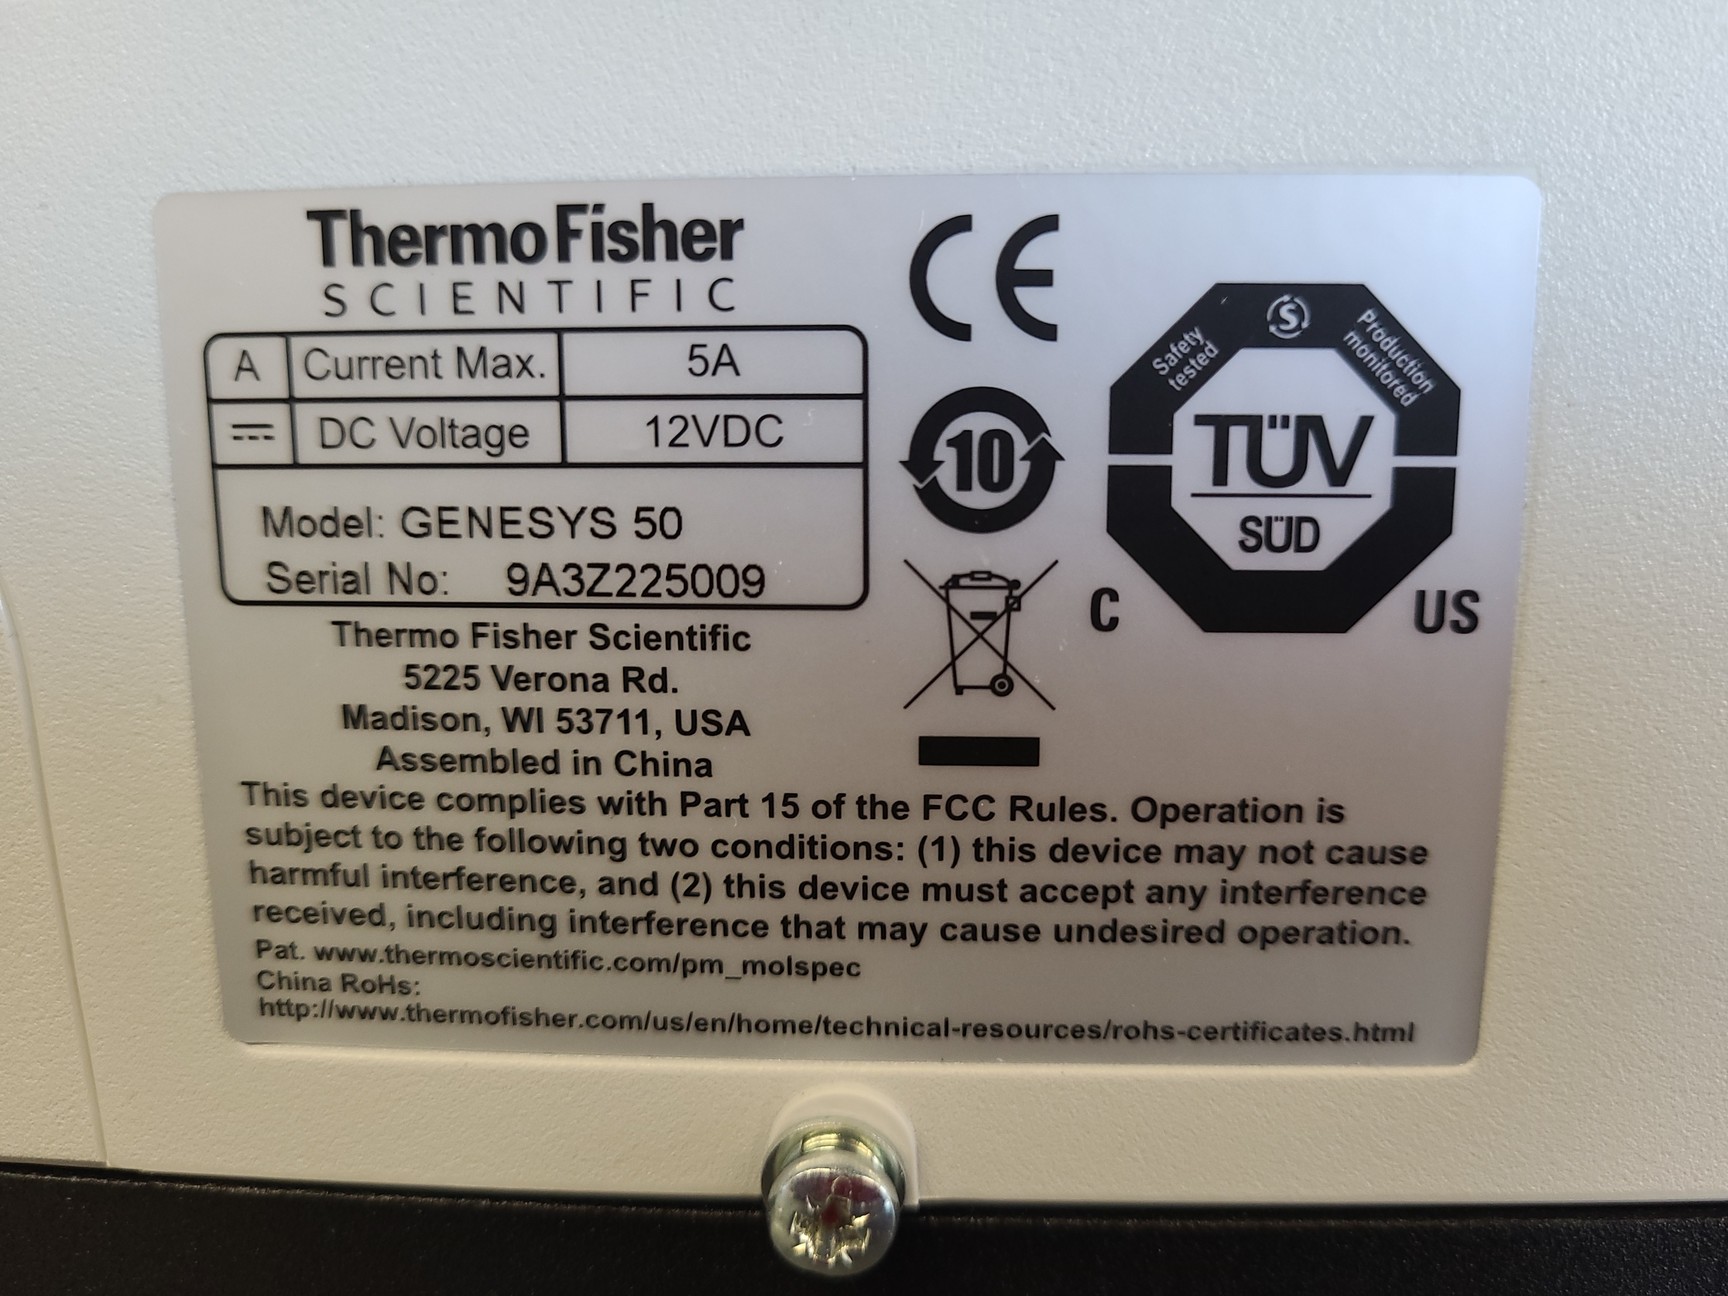 ThermoFisher
SCIENTIFIC
A Current Max. 5A
DC Voltage 12VDC
Model: GENESYS 50
Serial No: 9A3Z225009
Thermo Fisher Scientific
5225 Verona Rd.
Madison, WI 53711, USA
Assembled in China
CE
10
Safety
tested
S
Production
monitored
TÜV
SÜD
C US
This device complies with Part 15 of the FCC Rules. Operation is
subject to the following two conditions: (1) this device may not cause
harmful interference, and (2) this device must accept any interference
received, including interference that may cause undesired operation.
Pat. www.thermoscientific.com/pm_molspec
China RoHs:
http://www.thermofisher.com/us/en/home/technical-resources/rohs-certificates.html